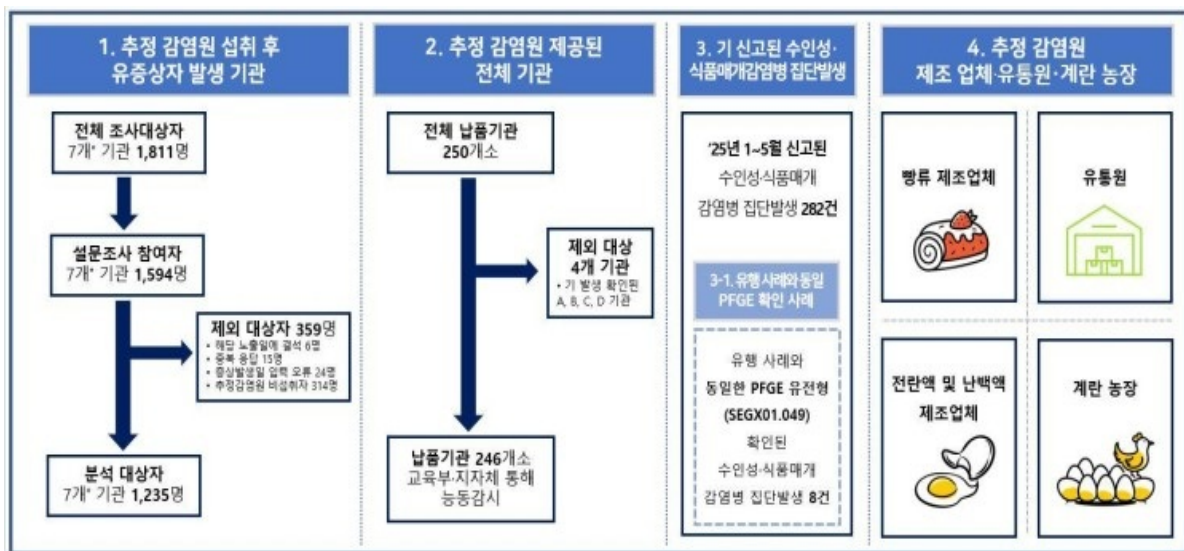 1. 추정 감염원 섭취 후
유증상자 발생 기관
전체 조사대상자
7개* 기관 1,811명
설문조사 참여자
7개* 기관 1,594명
제외 대상자 359명
• 해당 노출일에 결석 6명
• 중복 응답 15명
• 증상발생일 입력 오류 24명
• 추정감염원 비섭취자 314명
분석 대상자
7개* 기관 1,235명
2. 추정 감염원 제공된
전체 기관
전체 납품기관
250개소
제외 대상
4개 기관
• 기 발생 확인된
A, B, C, D 기관
납품기관 246개소
교육부·지자체 통해
능동감시
3. 기 신고된 수인성·
식품매개감염병 집단발생
'25년 1~5월 신고된
수인성·식품매개
감염병 집단발생 282건
3-1. 유행 사례와 동일
PFGE 확인 사례
유행 사례와
동일한 PFGE 유전형
(SEGX01.049)
확인된
수인성·식품매개
감염병 집단발생 8건
4. 추정 감염원
제조 업체·유통원·계란 농장
빵류 제조업체
유통원
전란액 및 난백액
제조업체
계란 농장